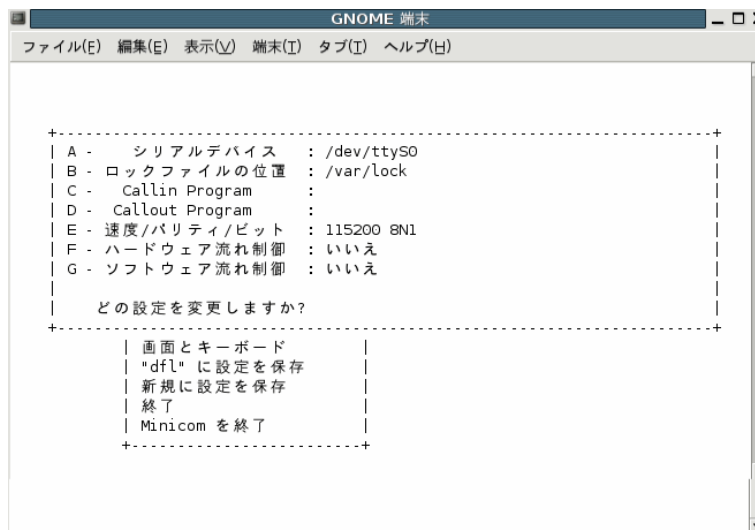 GNOME 端末
ファイル(F) 編集(E) 表示(V) 端末(T) タブ(T) ヘルプ(H)
A - シリアルデバイス : /dev/ttyS0
B - ロックファイルの位置 : /var/lock
C - Callin Program :
D - Callout Program :
E - 速度/パリティ/ビット : 115200 8N1
F - ハードウェア流れ制御 : いいえ
G - ソフトウェア流れ制御 : いいえ
どの設定を変更しますか?
画面とキーボード
"dfl" に設定を保存
新規に設定を保存
終了
Minicom を終了